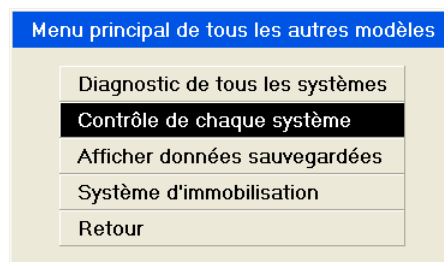 Menu principal de tous les autres modèles
Diagnostic de tous les systèmes
Contrôle de chaque système
Afficher données sauvegardées
Système d'immobilisation
Retour